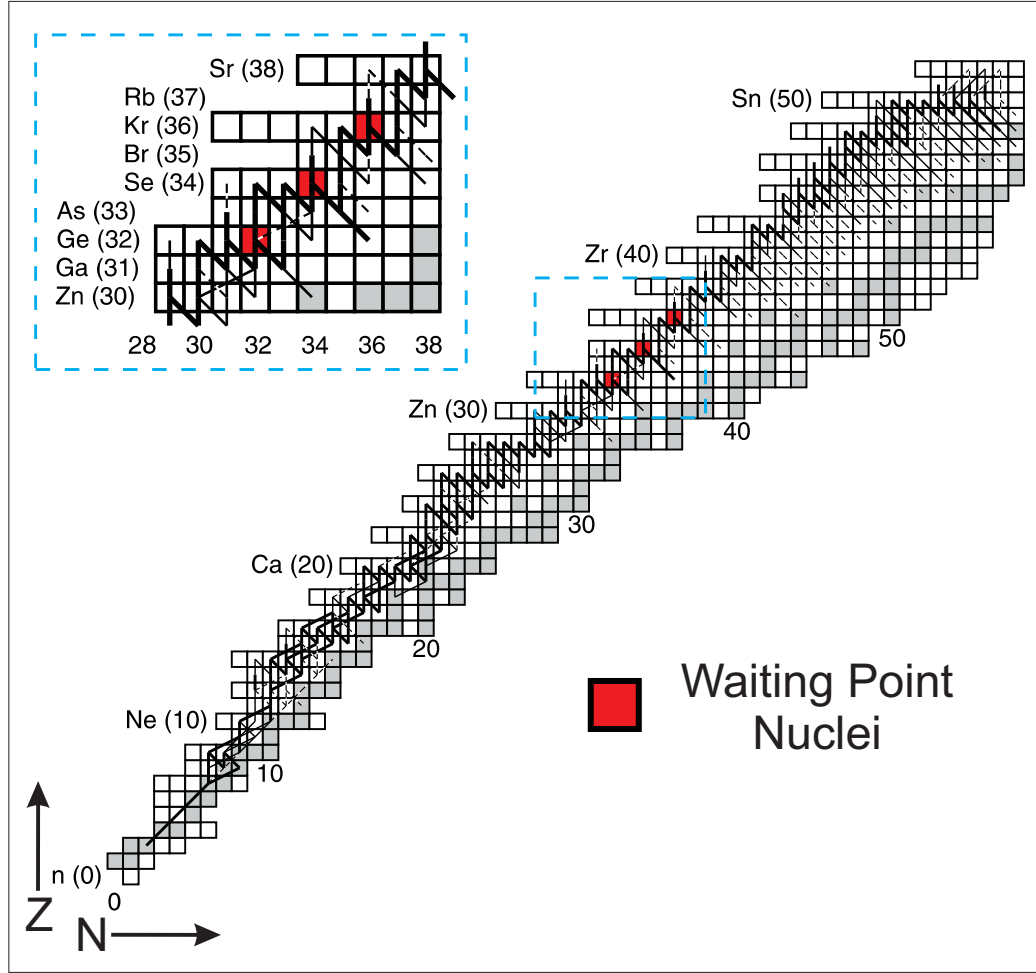 Sr (38)
Rb (37)
Kr (36)
Br (35)
Se (34)
As (33)
Ge (32)
Ga (31)
Zn (30)
28 30 32 34 36 38
Sn (50)
Zr (40)
50
Zn (30)
40
30
Ca (20)
20
Ne (10)
10
n (0)
0
Z
N
Waiting Point
Nuclei